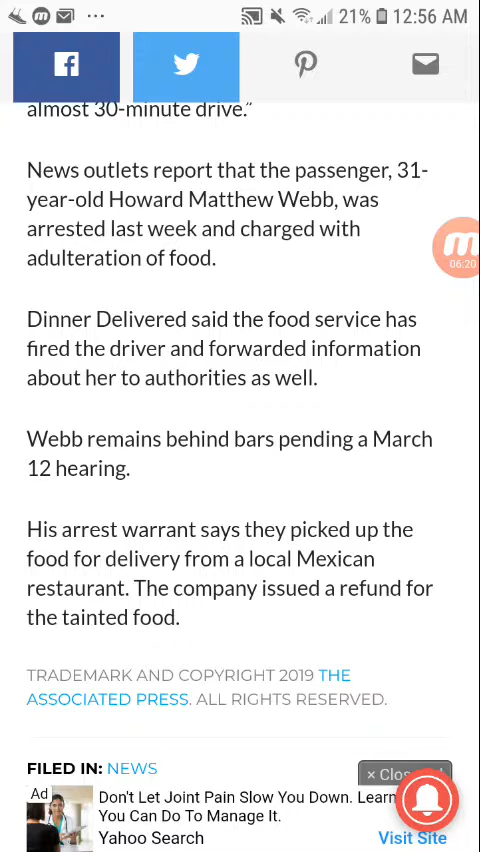 21% 12:56 AM
almost 30-minute drive.”
News outlets report that the passenger, 31-
year-old Howard Matthew Webb, was
arrested last week and charged with
adulteration of food.
06:20
Dinner Delivered said the food service has
fired the driver and forwarded information
about her to authorities as well.
Webb remains behind bars pending a March
12 hearing.
His arrest warrant says they picked up the
food for delivery from a local Mexican
restaurant. The company issued a refund for
the tainted food.
TRADEMARK AND COPYRIGHT 2019 THE
ASSOCIATED PRESS. ALL RIGHTS RESERVED.
FILED IN: NEWS
× Clos
Ad
Don't Let Joint Pain Slow You Down. Learn
You Can Do To Manage It.
Yahoo Search Visit Site